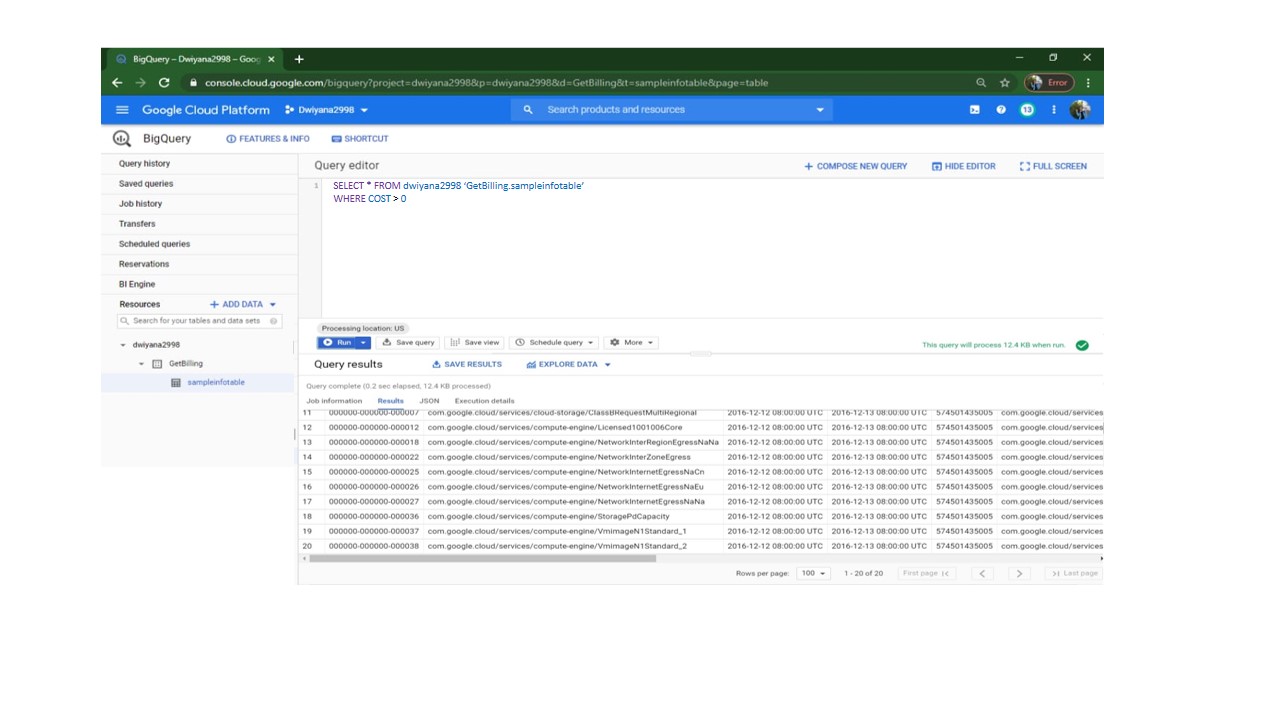 BigQuery – Dwiyana2998 – Goog
console.cloud.google.com/bigquery?project=dwiyana2998&p=dwiyana2998&d=GetBilling&t=sampleinfotable&page=table
Error
Google Cloud Platform
Dwiyana2998
Search products and resources
13
BigQuery
FEATURES & INFO
SHORTCUT
Query history
Saved queries
Job history
Transfers
Scheduled queries
Reservations
BI Engine
Resources
+ ADD DATA
Search for your tables and data sets
dwiyana2998
GetBilling
sampleinfotable
Query editor
+ COMPOSE NEW QUERY
HIDE EDITOR
FULL SCREEN
1 SELECT * FROM dwiyana2998 ‘GetBilling.sampleinfotable’
WHERE COST > 0
Processing location: US
Run
Save query
Save view
Schedule query
More
This query will process 12.4 KB when run.
Query results
SAVE RESULTS
EXPLORE DATA
Query complete (0.2 sec elapsed, 12.4 KB processed)
Job information Results JSON Execution details
11 000000-000000-000007 com.google.cloud/services/cloud-storage/ClassBRequestMultiRegional 2016-12-12 08:00:00 UTC 2016-12-13 08:00:00 UTC 574501435005 com.google.cloud/services
12 000000-000000-000012 com.google.cloud/services/compute-engine/Licensed1001006Core 2016-12-12 08:00:00 UTC 2016-12-13 08:00:00 UTC 574501435005 com.google.cloud/services
13 000000-000000-000018 com.google.cloud/services/compute-engine/NetworkInterRegionEgressNaNa 2016-12-12 08:00:00 UTC 2016-12-13 08:00:00 UTC 574501435005 com.google.cloud/services
14 000000-000000-000022 com.google.cloud/services/compute-engine/NetworkInterZoneEgress 2016-12-12 08:00:00 UTC 2016-12-13 08:00:00 UTC 574501435005 com.google.cloud/services
15 000000-000000-000025 com.google.cloud/services/compute-engine/NetworkInternetEgressNaCn 2016-12-12 08:00:00 UTC 2016-12-13 08:00:00 UTC 574501435005 com.google.cloud/services
16 000000-000000-000026 com.google.cloud/services/compute-engine/NetworkInternetEgressNaEu 2016-12-12 08:00:00 UTC 2016-12-13 08:00:00 UTC 574501435005 com.google.cloud/services
17 000000-000000-000027 com.google.cloud/services/compute-engine/NetworkInternetEgressNaNa 2016-12-12 08:00:00 UTC 2016-12-13 08:00:00 UTC 574501435005 com.google.cloud/services
18 000000-000000-000036 com.google.cloud/services/compute-engine/StoragePdCapacity 2016-12-12 08:00:00 UTC 2016-12-13 08:00:00 UTC 574501435005 com.google.cloud/services
19 000000-000000-000037 com.google.cloud/services/compute-engine/VmimageN1Standard_1 2016-12-12 08:00:00 UTC 2016-12-13 08:00:00 UTC 574501435005 com.google.cloud/services
20 000000-000000-000038 com.google.cloud/services/compute-engine/VmimageN1Standard_2 2016-12-12 08:00:00 UTC 2016-12-13 08:00:00 UTC 574501435005 com.google.cloud/services
Rows per page: 100 1 - 20 of 20 First page Last page